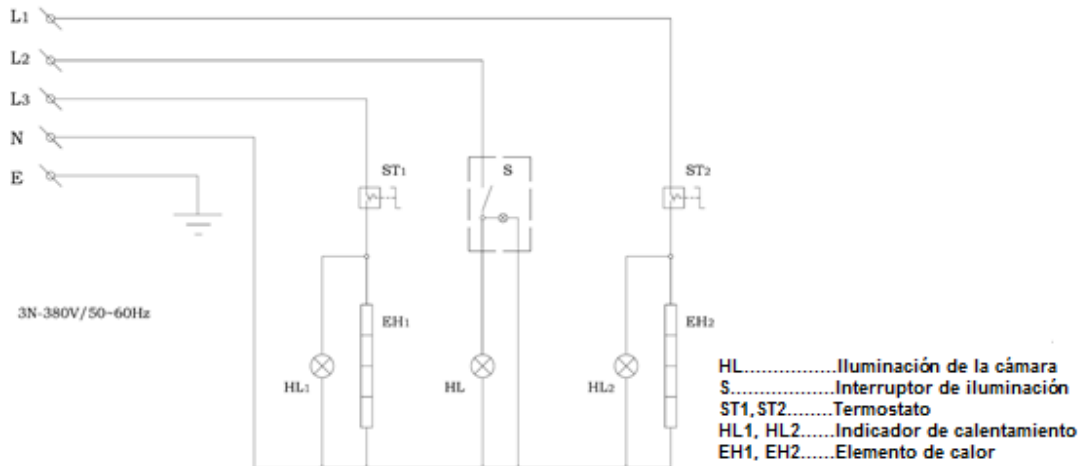 L1
L2
L3
N
E
ST1
S
ST2
3N-380V/50~60Hz
EH1
EH2
HL1
HL
HL2
HL.................Iluminación de la cámara
S...................Interruptor de iluminación
ST1,ST2........Termostato
HL1, HL2......Indicador de calentamiento
EH1, EH2......Elemento de calor